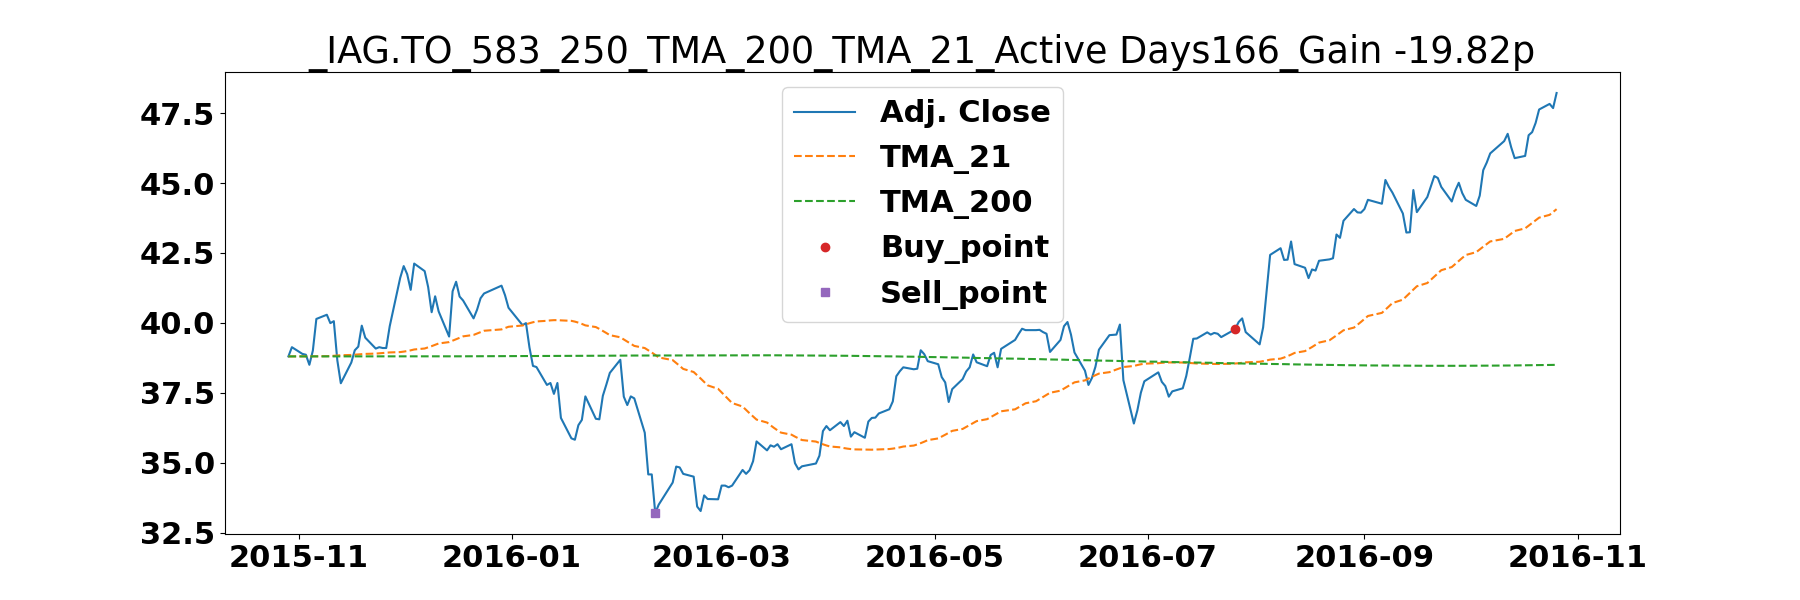 _IAG.TO_583_250_TMA_200_TMA_21_Active Days166_Gain -19.82p
47.5
45.0
42.5
40.0
37.5
35.0
32.5
Adj. Close
TMA_21
TMA_200
Buy_point
Sell_point
2015-11 2016-01 2016-03 2016-05 2016-07 2016-09 2016-11